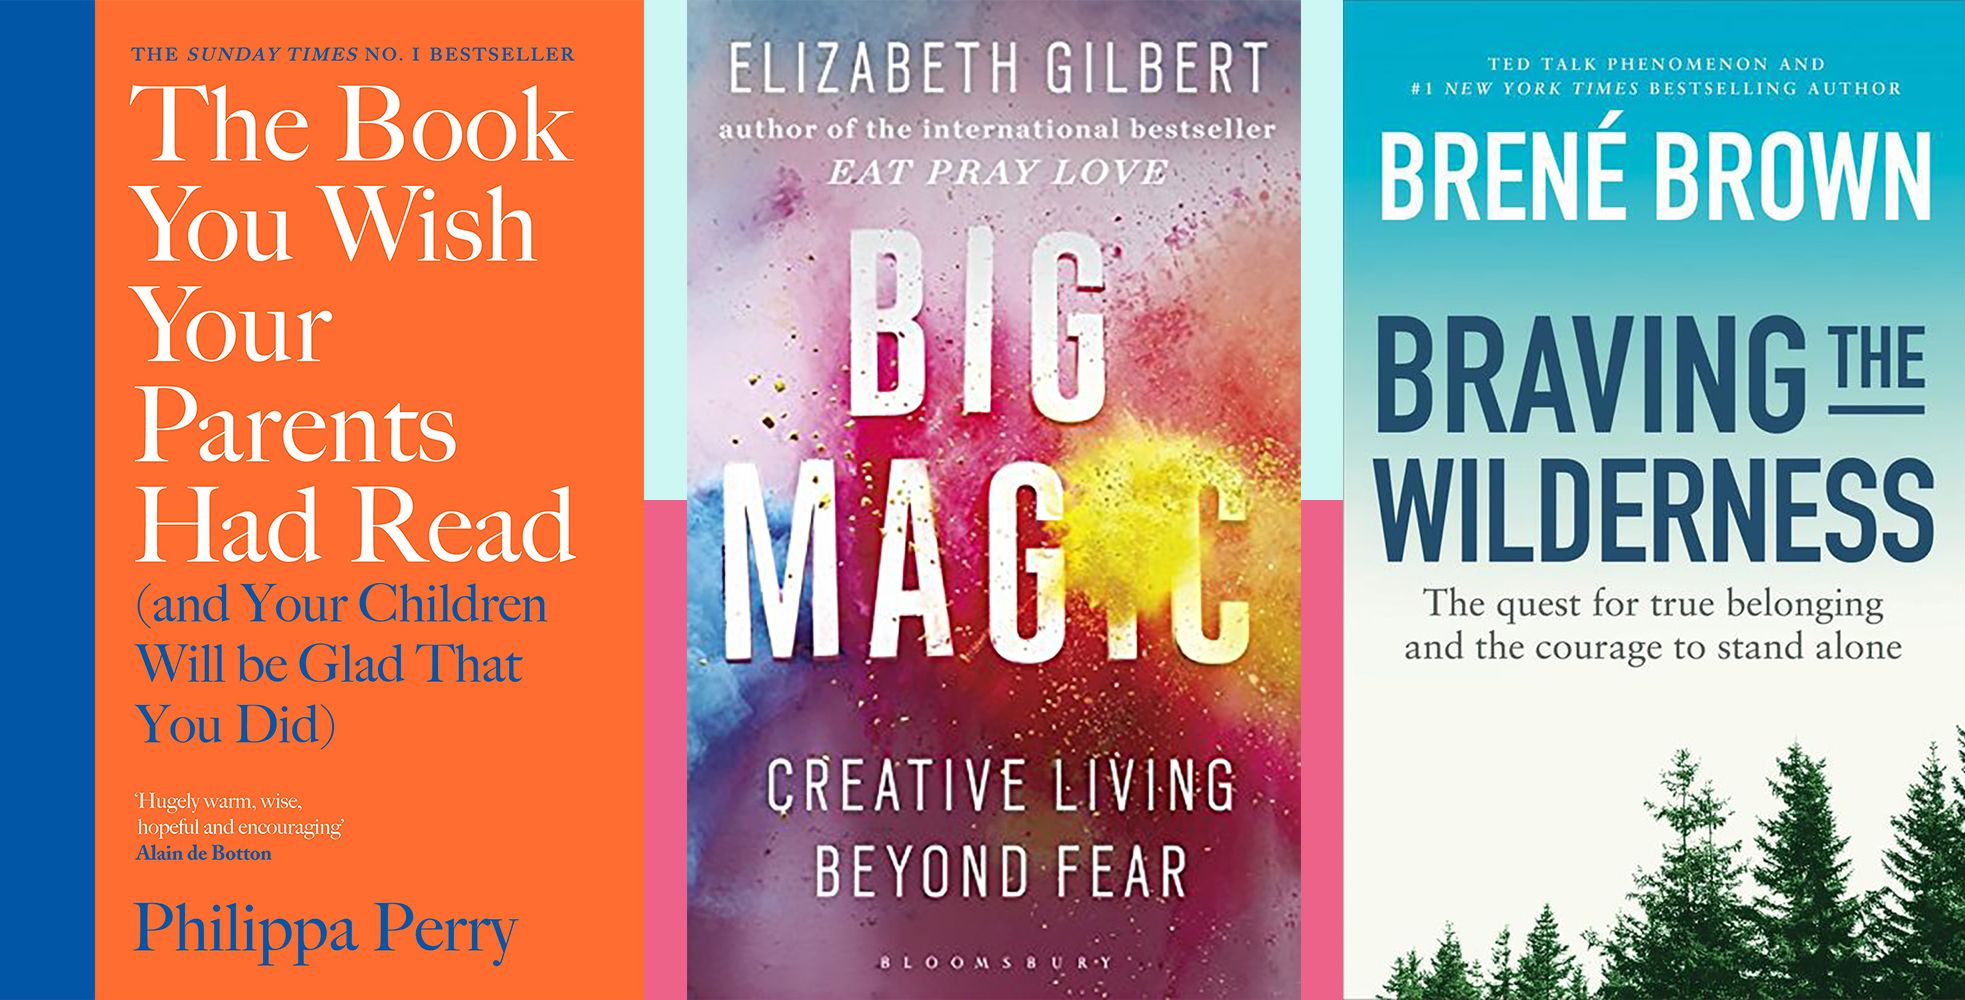 THE SUNDAY TIMES NO. 1 BESTSELLER
The Book
You Wish
Your
Parents
Had Read
(and Your Children
Will be Glad That
You Did)
‘Hugely warm, wise,
hopeful and encouraging’
Alain de Botton
Philippa Perry
ELIZABETH GILBERT
author of the international bestseller
EAT PRAY LOVE
BIG
MAGIC
CREATIVE LIVING
BEYOND FEAR
BLOOMSBURY
TED TALK PHENOMENON AND
#1 NEW YORK TIMES BESTSELLING AUTHOR
BRENÉ BROWN
BRAVING THE
WILDERNESS
The quest for true belonging
and the courage to stand alone